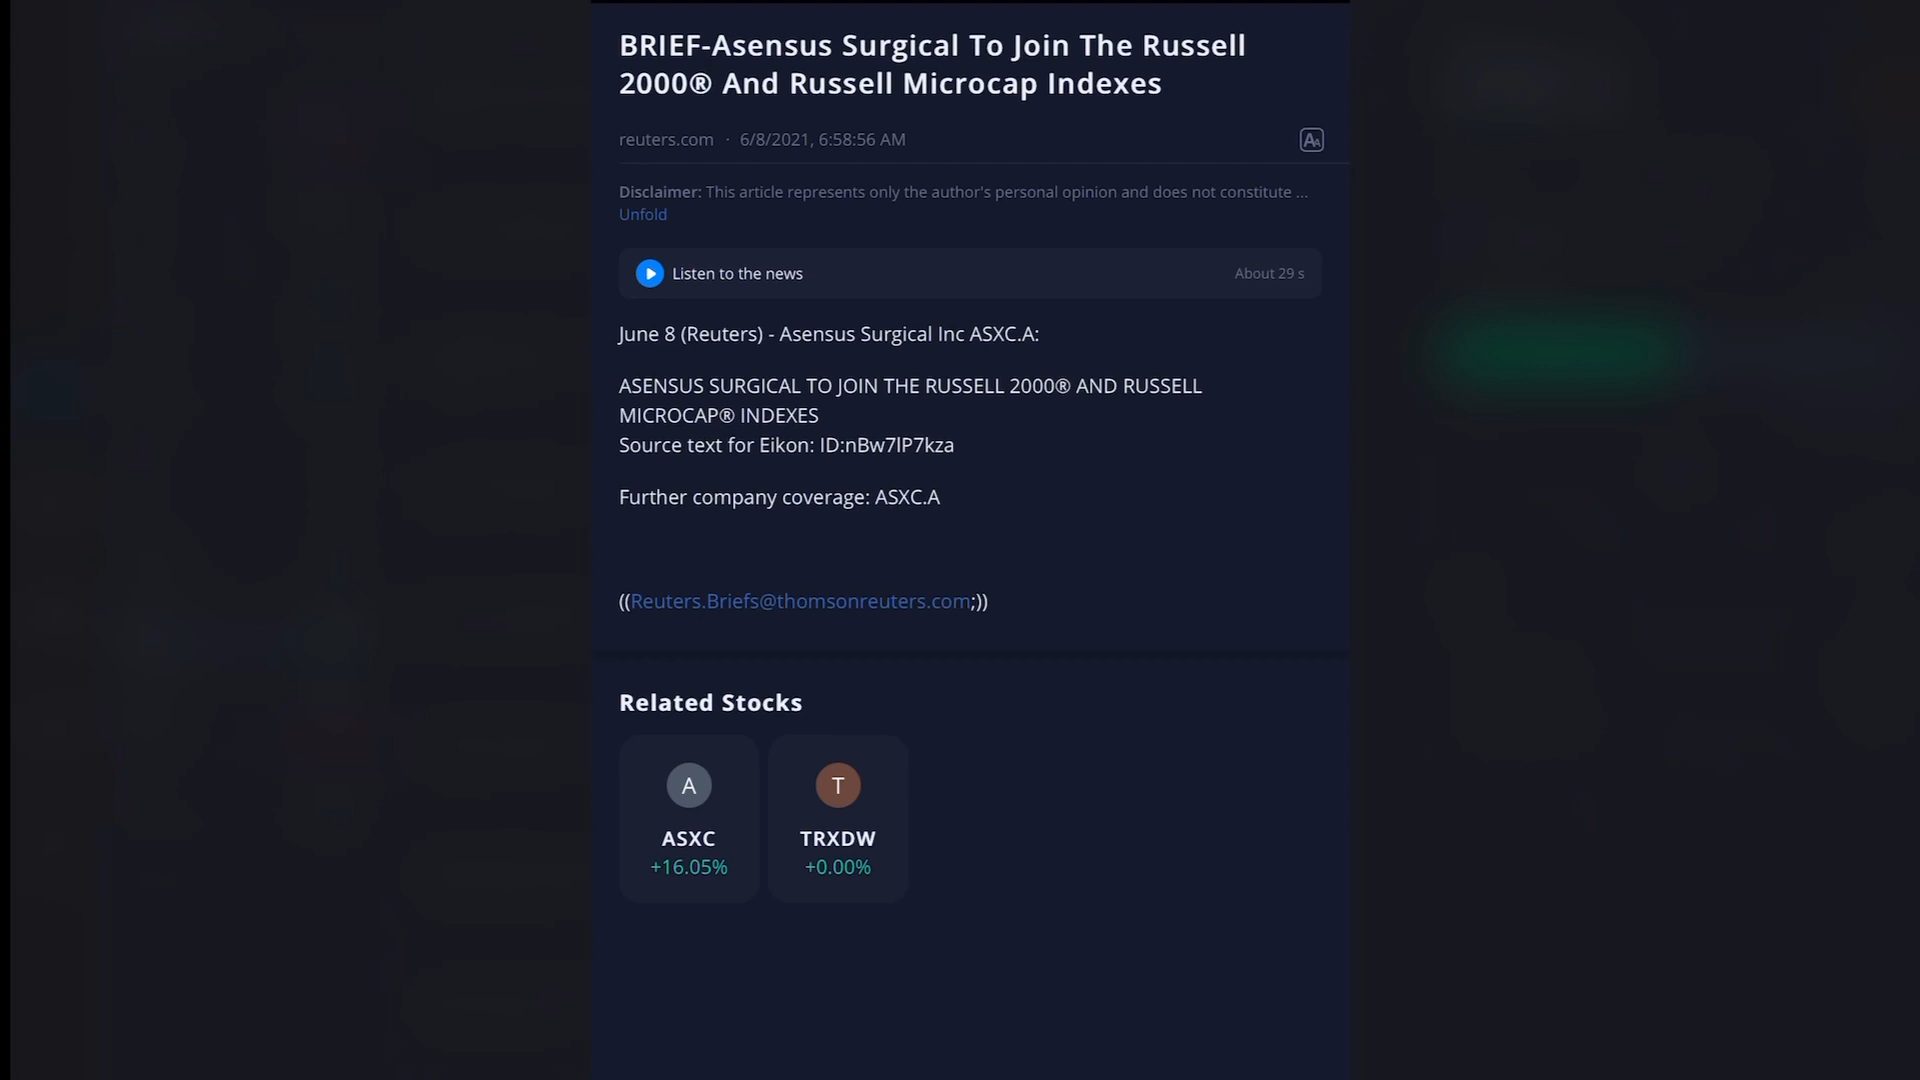 BRIEF-Asensus Surgical To Join The Russell
2000® And Russell Microcap Indexes
reuters.com · 6/8/2021, 6:58:56 AM
AA
Disclaimer: This article represents only the author's personal opinion and does not constitute ...
Unfold
Listen to the news
About 29 s
June 8 (Reuters) - Asensus Surgical Inc ASXC.A:
ASENSUS SURGICAL TO JOIN THE RUSSELL 2000® AND RUSSELL
MICROCAP® INDEXES
Source text for Eikon: ID:nBw7lP7kza
Further company coverage: ASXC.A
((Reuters.Briefs@thomsonreuters.com;))
Related Stocks
A
ASXC
+16.05%
T
TRXDW
+0.00%